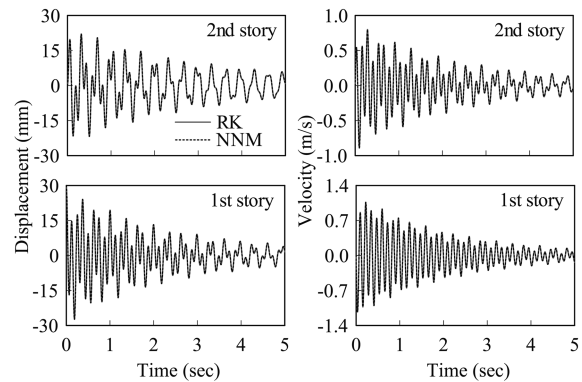 30
15
0
-15
-30
2nd story
RK
NNM
1.0
0.5
0.0
-0.5
-1.0
2nd story
Displacement (mm)
Velocity (m/s)
30
15
0
-15
-30
1st story
0 1 2 3 4 5
Time (sec)
1.4
0.7
0.0
-0.7
-1.4
1st story
0 1 2 3 4 5
Time (sec)